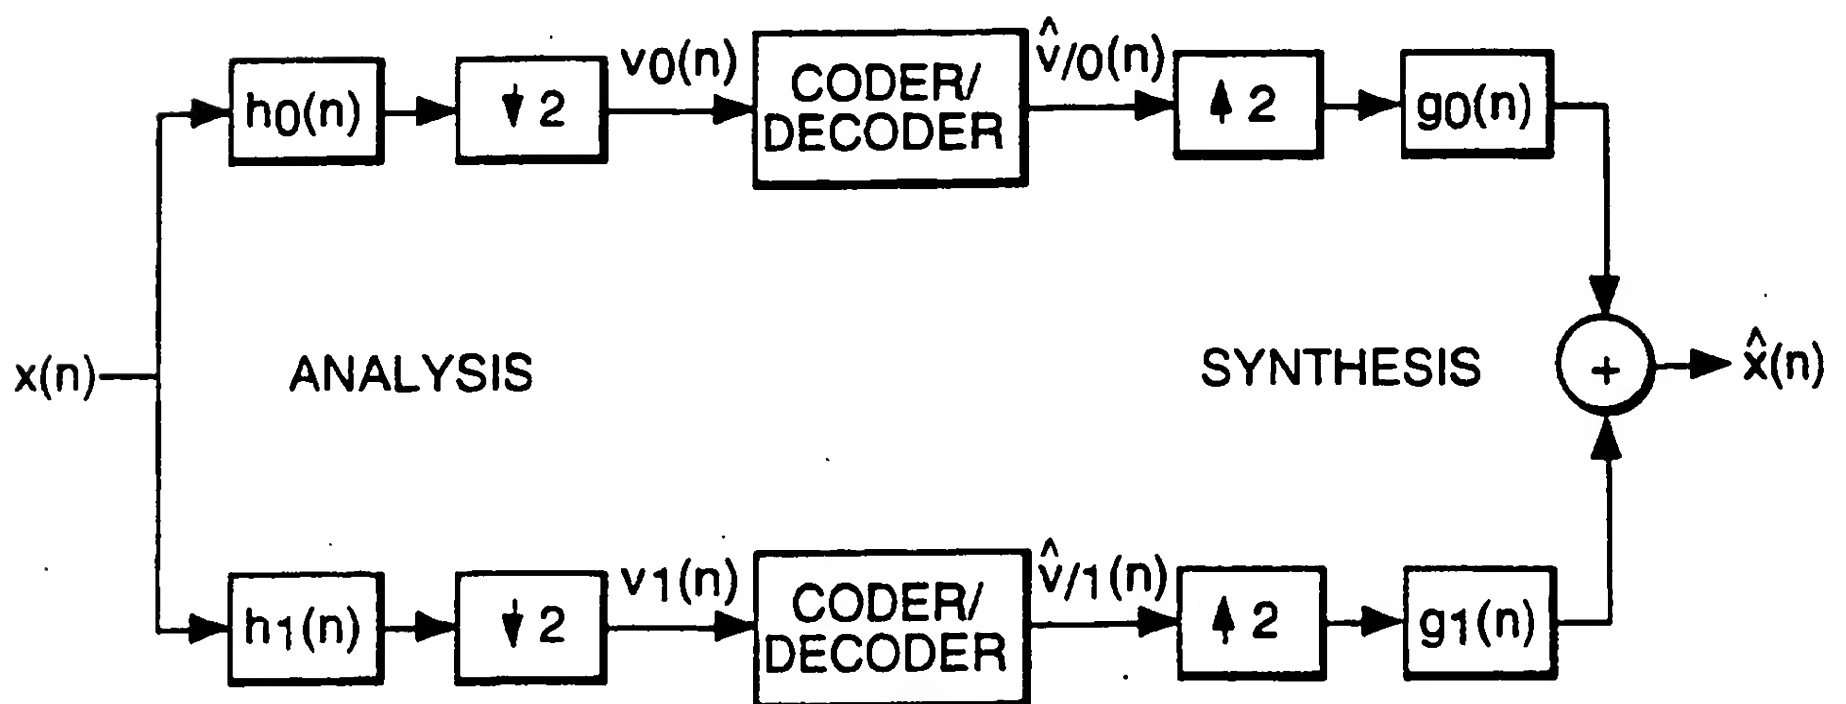 h0(n)
↓ 2
v0(n)
CODER/
DECODER
v̂/0(n)
↑ 2
g0(n)
x(n)
ANALYSIS
SYNTHESIS
+
x̂(n)
h1(n)
↓ 2
v1(n)
CODER/
DECODER
v̂/1(n)
↑ 2
g1(n)